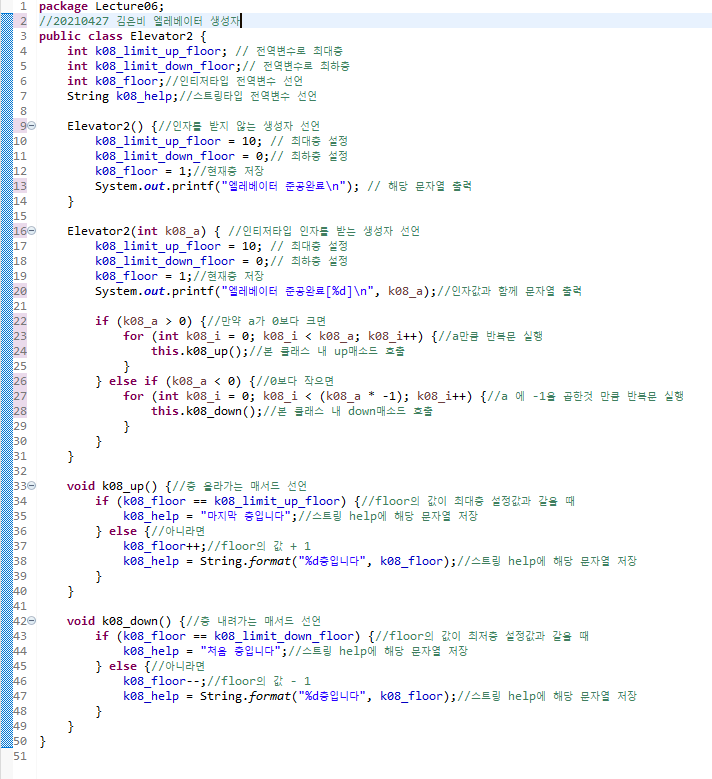 1 package Lecture06;
2 //20210427 김은비 엘레베이터 생성자
3 public class Elevator2 {
4 int k08_limit_up_floor; // 전역변수로 최대층
5 int k08_limit_down_floor;// 전역변수로 최하층
6 int k08_floor;//인티저타입 전역변수 선언
7 String k08_help;//스트링타입 전역변수 선언
8
9 Elevator2() {//인자를 받지 않는 생성자 선언
10 k08_limit_up_floor = 10; // 최대층 설정
11 k08_limit_down_floor = 0;// 최하층 설정
12 k08_floor = 1;//현재층 저장
13 System.out.printf("엘레베이터 준공완료\n"); // 해당 문자열 출력
14 }
15
16 Elevator2(int k08_a) { //인티저타입 인자를 받는 생성자 선언
17 k08_limit_up_floor = 10; // 최대층 설정
18 k08_limit_down_floor = 0;// 최하층 설정
19 k08_floor = 1;//현재층 저장
20 System.out.printf("엘레베이터 준공완료[%d]\n", k08_a);//인자값과 함께 문자열 출력
21
22 if (k08_a > 0) {//만약 a가 0보다 크면
23 for (int k08_i = 0; k08_i < k08_a; k08_i++) {//a만큼 반복문 실행
24 this.k08_up();//본 클래스 내 up매소드 호출
25 }
26 } else if (k08_a < 0) {//0보다 작으면
27 for (int k08_i = 0; k08_i < (k08_a * -1); k08_i++) {//a 에 -1을 곱한것 만큼 반복문 실행
28 this.k08_down();//본 클래스 내 down매소드 호출
29 }
30 }
31 }
32
33 void k08_up() {//층 올라가는 매서드 선언
34 if (k08_floor == k08_limit_up_floor) {//floor의 값이 최대층 설정값과 같을 때
35 k08_help = "마지막 층입니다";//스트링 help에 해당 문자열 저장
36 } else {//아니라면
37 k08_floor++;//floor의 값 + 1
38 k08_help = String.format("%d층입니다", k08_floor);//스트링 help에 해당 문자열 저장
39 }
40 }
41
42 void k08_down() {//층 내려가는 매서드 선언
43 if (k08_floor == k08_limit_down_floor) {//floor의 값이 최저층 설정값과 같을 때
44 k08_help = "처음 층입니다";//스트링 help에 해당 문자열 저장
45 } else {//아니라면
46 k08_floor--;//floor의 값 - 1
47 k08_help = String.format("%d층입니다", k08_floor);//스트링 help에 해당 문자열 저장
48 }
49 }
50 }
51